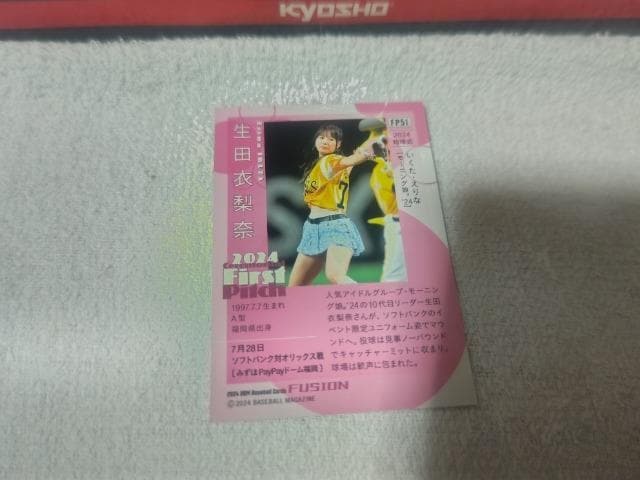 KYOSHO
FP51
生田衣梨奈
2024
始球式
いくた・えりな
(モーニング娘。'24)
2024
Ceremonial
First
Pitch
1997.7.7生まれ
A型
福岡県出身
7月28日
ソフトバンク対オリックス戦
[みずほPayPayドーム福岡]
人気アイドルグループ・モーニン
グ娘。'24の10代目リーダー生田
衣梨奈さんが、ソフトバンクのイ
ベント限定ユニフォーム姿でマウ
ンドへ。投球は見事ノーバウンド
でキャッチャーミットに収まり、
球場は歓声に包まれた。
BBM 2024 Baseball Cards FUSION
©2024 BASEBALL MAGAZINE